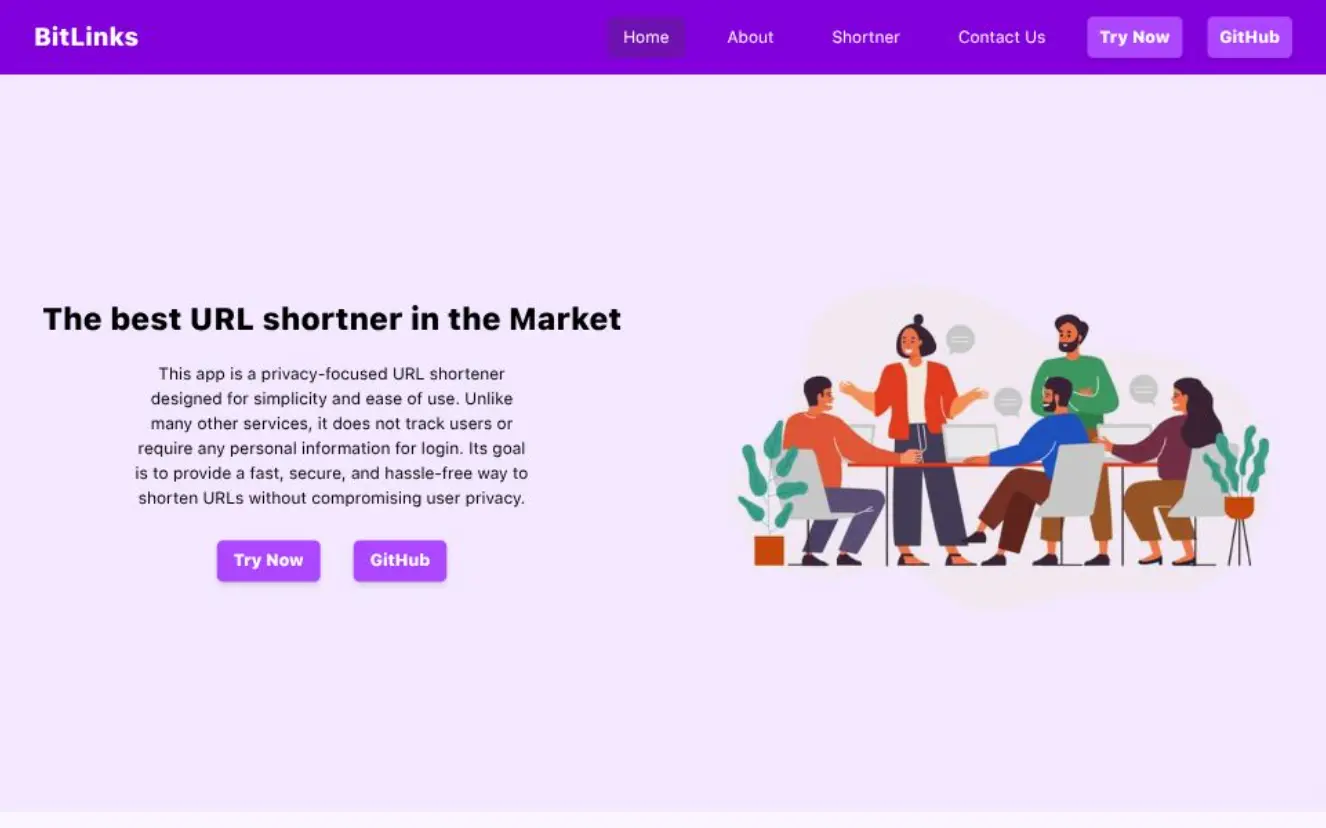 BitLinks
Home
About
Shortner
Contact Us
Try Now
GitHub
The best URL shortner in the Market
This app is a privacy-focused URL shortener
designed for simplicity and ease of use. Unlike
many other services, it does not track users or
require any personal information for login. Its goal
is to provide a fast, secure, and hassle-free way to
shorten URLs without compromising user privacy.
Try Now
GitHub